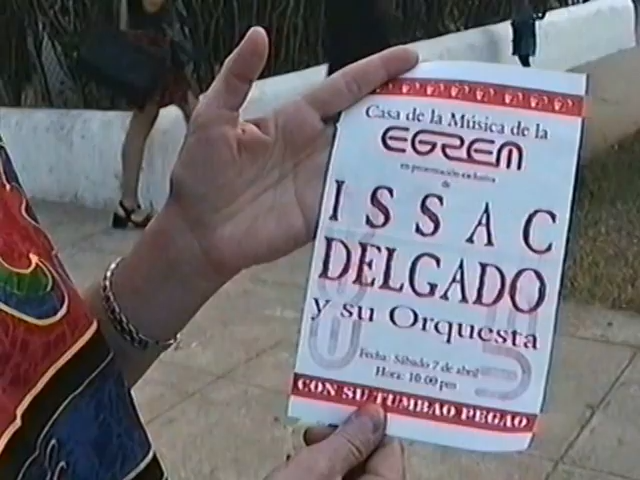 Casa de la Música de la
EGREM
en presentación exclusiva
de
ISSAC
DELGADO
y su Orquesta
Fecha: Sábado 7 de abril
Hora: 10:00 pm
CON SU TUMBAO PEGAO